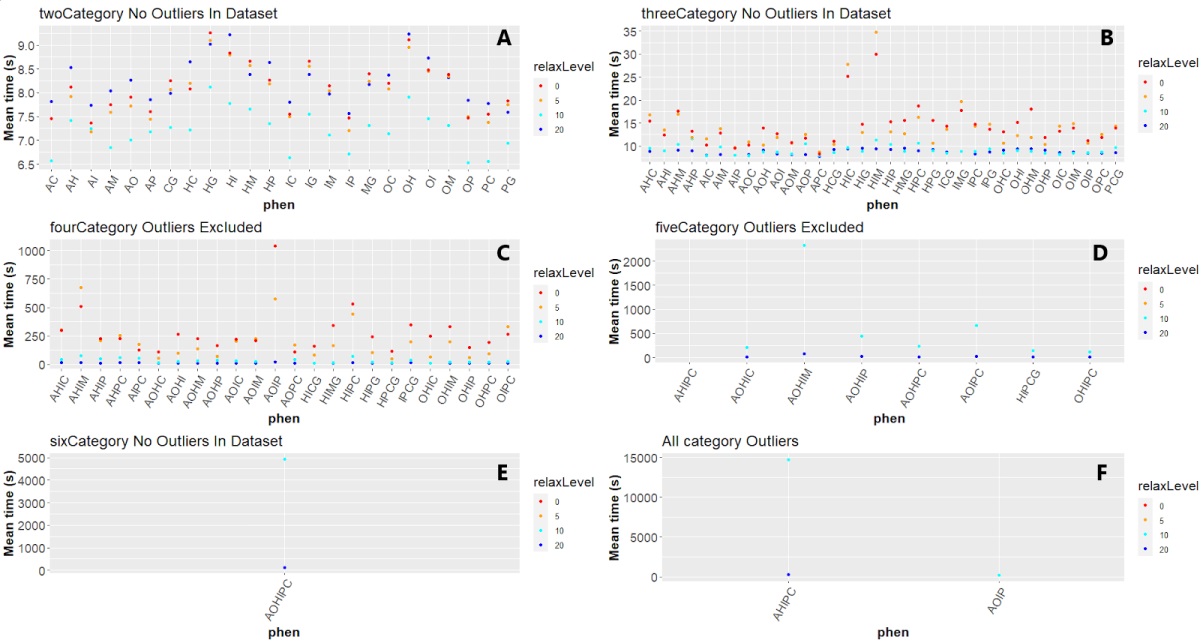 twoCategory No Outliers In Dataset
A
Mean time (s)
9.0
8.5
8.0
7.5
7.0
6.5
AC AH AI AM AO AP CG HC HG HI HM HP IC IG IM IP MG OC OH OI OM OP PC PG
phen
relaxLevel
0
5
10
20
threeCategory No Outliers In Dataset
B
Mean time (s)
35
30
25
20
15
10
AHC AHI AHM AHP AIC AIM AIP AOC AOH AOI AOM AOP APC HCG HIC HIG HIM HIP HMG HPC HPG ICG IMG IPC IPG OHC OHI OHM OHP OIC OIM OIP OPC PCG
phen
relaxLevel
0
5
10
20
fourCategory Outliers Excluded
C
Mean time (s)
1000
750
500
250
0
AHIC AHIM AHIP AHPC AIPC AOHC AOHI AOHM AOHP AOIC AOIM AOIP AOPC HICG HIMG HIPC HIPG HPCG IPCG OHIC OHIM OHIP OHPC OIPC
phen
relaxLevel
0
5
10
20
fiveCategory Outliers Excluded
D
Mean time (s)
2000
1500
1000
500
0
AHIPC AOHIC AOHIM AOHIP AOHPC AOIPC HIPCG OHIPC
phen
relaxLevel
0
5
10
20
sixCategory No Outliers In Dataset
E
Mean time (s)
5000
4000
3000
2000
1000
0
AOHIPC
phen
relaxLevel
0
5
10
20
All category Outliers
F
Mean time (s)
15000
10000
5000
0
AHIPC AOIP
phen
relaxLevel
0
5
10
20